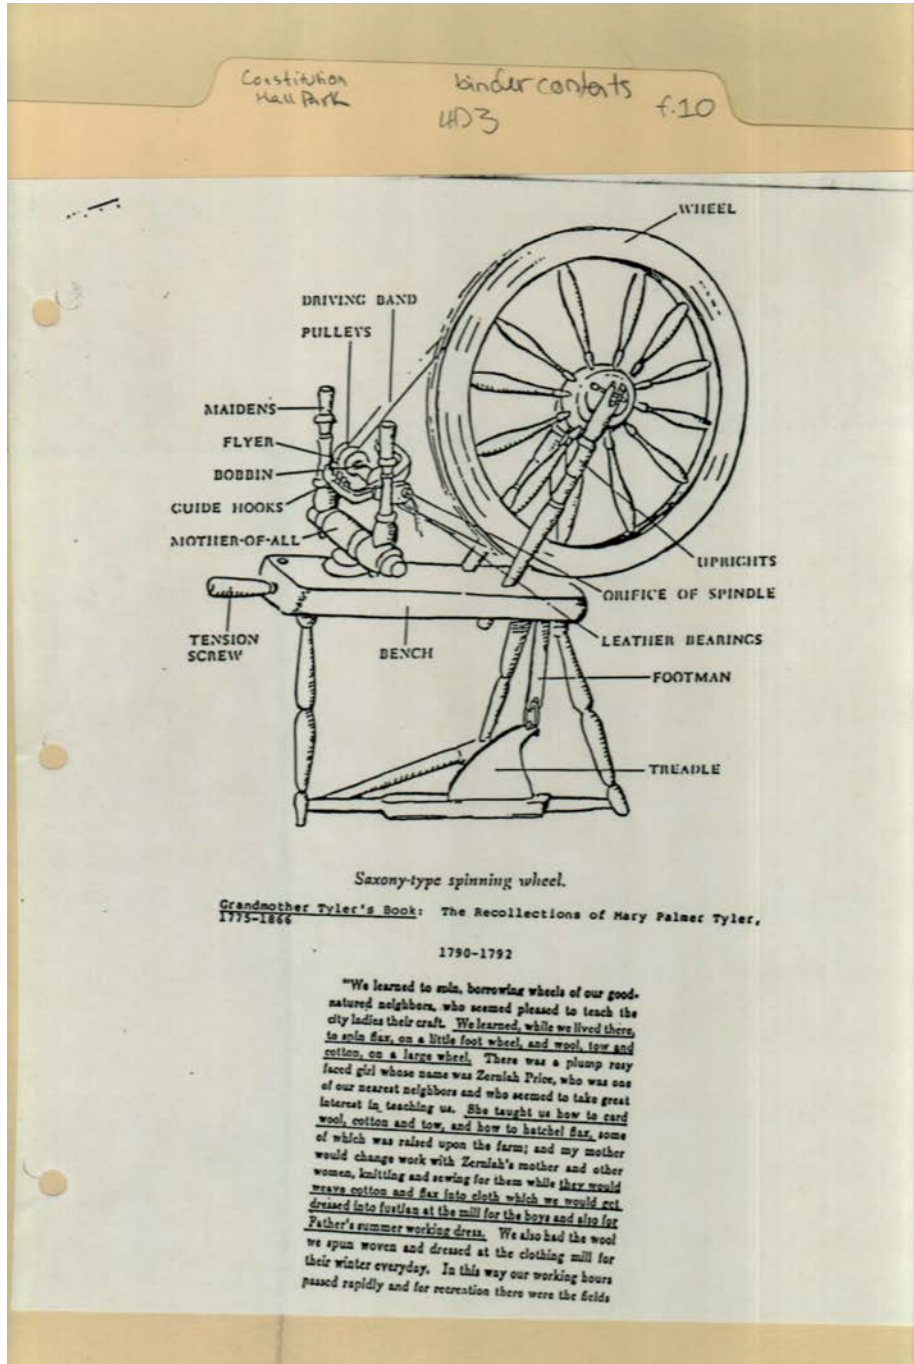 Constitution
Hall Park
binder contents
4D3
f.10
WHEEL
DRIVING BAND
PULLEYS
MAIDENS
FLYER
BOBBIN
GUIDE HOOKS
MOTHER-OF-ALL
UPRIGHTS
ORIFICE OF SPINDLE
TENSION
SCREW
BENCH
LEATHER BEARINGS
FOOTMAN
TREADLE
Saxony-type spinning wheel.
Grandmother Tyler's Book: The Recollections of Mary Palmer Tyler,
1775-1866
1790-1792
"We learned to spin, borrowing wheels of our good-
natured neighbors, who seemed pleased to teach the
city ladies their craft. We learned, while we lived there,
to spin flax, on a little foot wheel, and wool, tow and
cotton, on a large wheel. There was a plump rosy
faced girl whose name was Zerniah Price, who was one
of our nearest neighbors and who seemed to take great
interest in teaching us. She taught us how to card
wool, cotton and tow, and how to hatchel flax, some
of which was raised upon the farm; and my mother
would change work with Zerniah's mother and other
women, knitting and sewing for them while they would
weave cotton and flax into cloth which we would get
dressed into fustian at the mill for the boys and also for
Father's summer working dress. We also had the wool
we spun woven and dressed at the clothing mill for
their winter everyday. In this way our working hours
passed rapidly and for recreation there were the fields